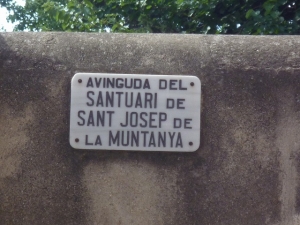 AVINGUDA DEL
SANTUARI DE
SANT JOSEP DE
LA MUNTANYA